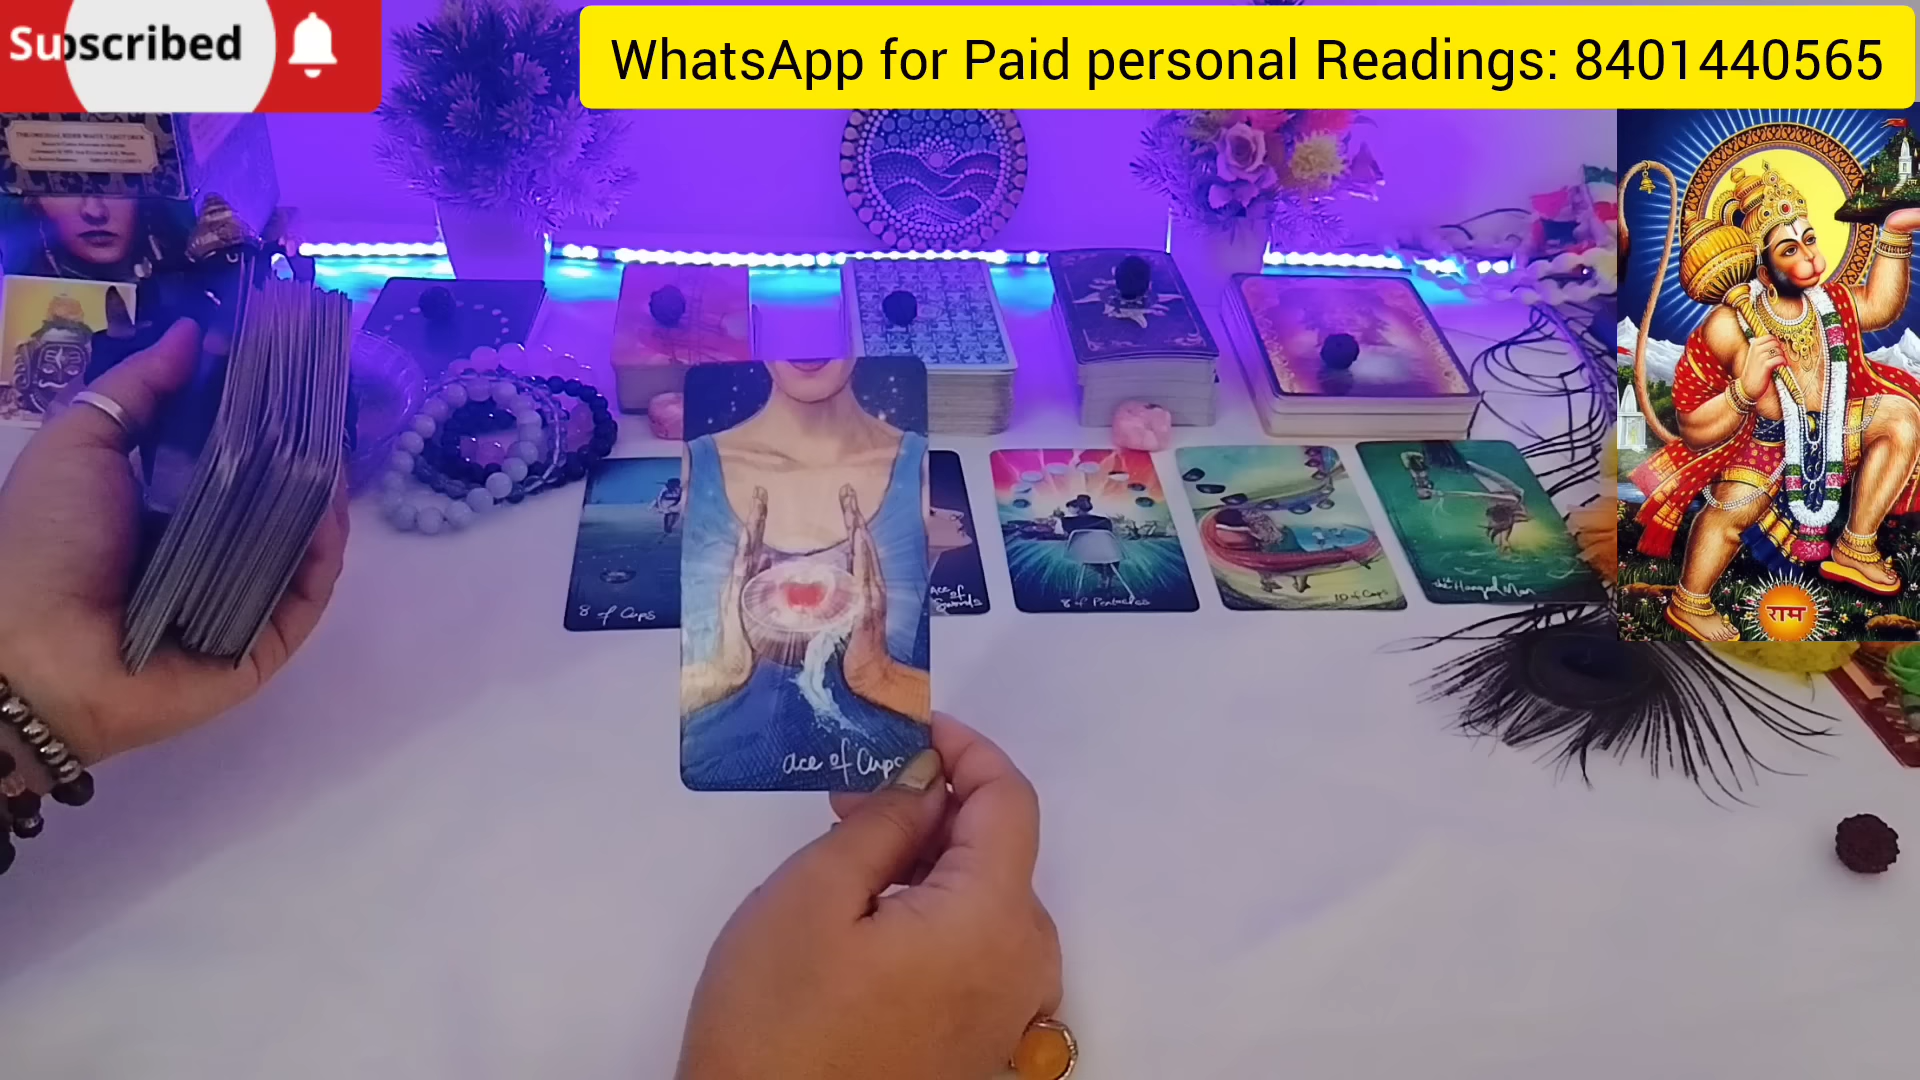 Subscribed
WhatsApp for Paid personal Readings: 8401440565
8 of Cups
Ace of
Swords
8 of Pentacles
10 of Cups
The Hanged Man
ace of Cups
राम